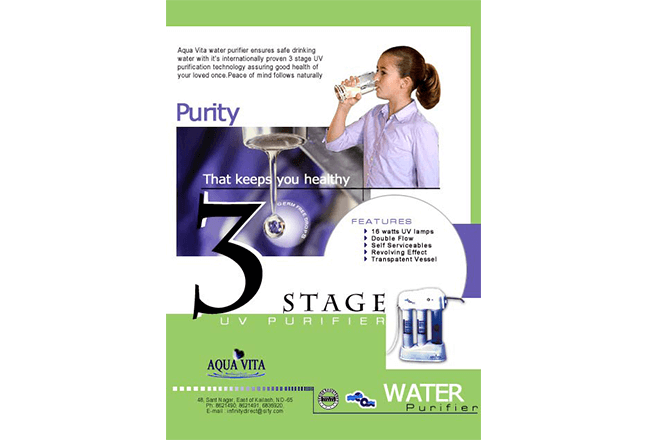 Aqua Vita water purifier ensures safe drinking
water with it's internationally proven 3 stage UV
purification technology assuring good health of
your loved once.Peace of mind follows naturally
Purity
That keeps you healthy
GERM FREE DROPS
3
STAGE
UV PURIFIER
FEATURES
16 watts UV lamps
Double Flow
Self Serviceables
Revolving Effect
Transpatent Vessel
AQUA VITA
48, Sant Nagar, East of Kailash, ND-65
Ph: 8621490, 8621491, 6836920,
E-mail : infinitydirect@sify.com
WATER
Purifier